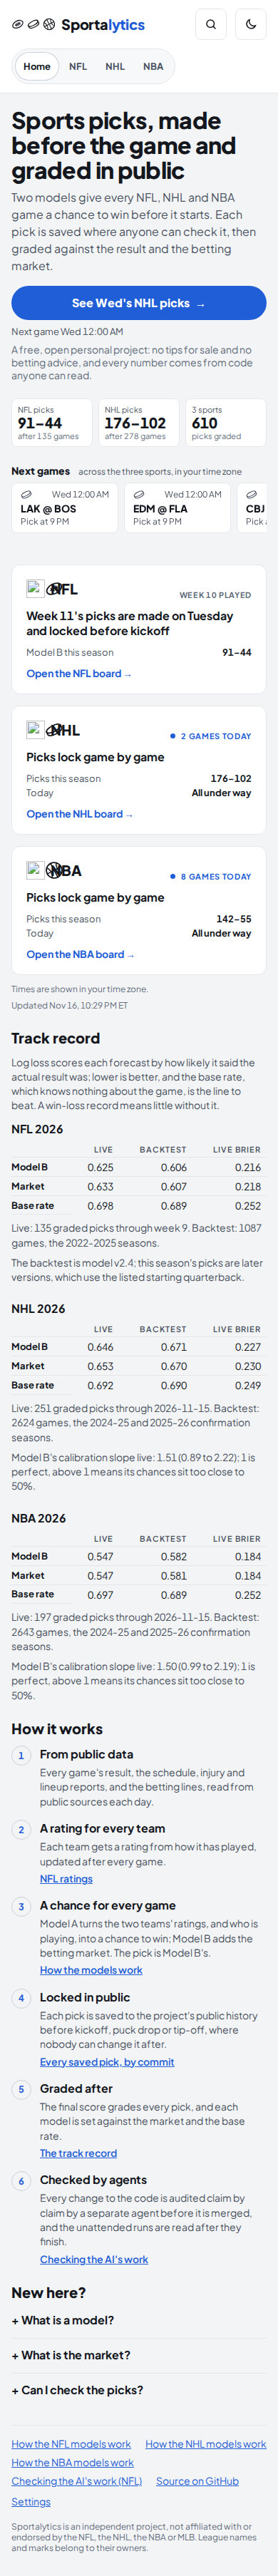 Sportalytics
Home NFL NHL NBA
Sports picks, made
before the game and
graded in public
Two models give every NFL, NHL and NBA
game a chance to win before it starts. Each
pick is saved where anyone can check it, then
graded against the result and the betting
market.
See Wed's NHL picks →
Next game Wed 12:00 AM
A free, open personal project: no tips for sale and no
betting advice, and every number comes from code
anyone can read.
NFL picks NHL picks 3 sports
91–44 176–102 610
after 135 games after 278 games picks graded
Next games across the three sports, in your time zone
Wed 12:00 AM Wed 12:00 AM
LAK @ BOS EDM @ FLA CBJ
Pick at 9 PM Pick at 9 PM Pick a
NFL WEEK 10 PLAYED
Week 11's picks are made on Tuesday
and locked before kickoff
Model B this season 91–44
Open the NFL board →
NHL 2 GAMES TODAY
Picks lock game by game
Picks this season 176–102
Today All under way
Open the NHL board →
NBA 8 GAMES TODAY
Picks lock game by game
Picks this season 142–55
Today All under way
Open the NBA board →
Times are shown in your time zone.
Updated Nov 16, 10:29 PM ET
Track record
Log loss scores each forecast by how likely it said the
actual result was; lower is better, and the base rate,
which knows nothing about the game, is the line to
beat. A win-loss record means little without it.
NFL 2026
LIVE BACKTEST LIVE BRIER
Model B 0.625 0.606 0.216
Market 0.633 0.607 0.218
Base rate 0.698 0.689 0.252
Live: 135 graded picks through week 9. Backtest: 1087
games, the 2022-2025 seasons.
The backtest is model v2.4; this season's picks are later
versions, which use the listed starting quarterback.
NHL 2026
LIVE BACKTEST LIVE BRIER
Model B 0.646 0.671 0.227
Market 0.653 0.670 0.230
Base rate 0.692 0.690 0.249
Live: 251 graded picks through 2026-11-15. Backtest:
2624 games, the 2024-25 and 2025-26 confirmation
seasons.
Model B's calibration slope live: 1.51 (0.89 to 2.22); 1 is
perfect, above 1 means its chances sit too close to
50%.
NBA 2026
LIVE BACKTEST LIVE BRIER
Model B 0.547 0.582 0.184
Market 0.547 0.581 0.184
Base rate 0.697 0.689 0.252
Live: 197 graded picks through 2026-11-15. Backtest:
2643 games, the 2024-25 and 2025-26 confirmation
seasons.
Model B's calibration slope live: 1.50 (0.99 to 2.19); 1 is
perfect, above 1 means its chances sit too close to
50%.
How it works
1 From public data
Every game's result, the schedule, injury and
lineup reports, and the betting lines, read from
public sources each day.
2 A rating for every team
Each team gets a rating from how it has played,
updated after every game.
NFL ratings
3 A chance for every game
Model A turns the two teams' ratings, and who is
playing, into a chance to win; Model B adds the
betting market. The pick is Model B's.
How the models work
4 Locked in public
Each pick is saved to the project's public history
before kickoff, puck drop or tip-off, where
nobody can change it after.
Every saved pick, by commit
5 Graded after
The final score grades every pick, and each
model is set against the market and the base
rate.
The track record
6 Checked by agents
Every change to the code is audited claim by
claim by a separate agent before it is merged,
and the unattended runs are read after they
finish.
Checking the AI's work
New here?
+ What is a model?
+ What is the market?
+ Can I check the picks?
How the NFL models work How the NHL models work
How the NBA models work
Checking the AI's work (NFL) Source on GitHub
Settings
Sportalytics is an independent project, not affiliated with or
endorsed by the NFL, the NHL, the NBA or MLB. League names
and marks belong to their owners.